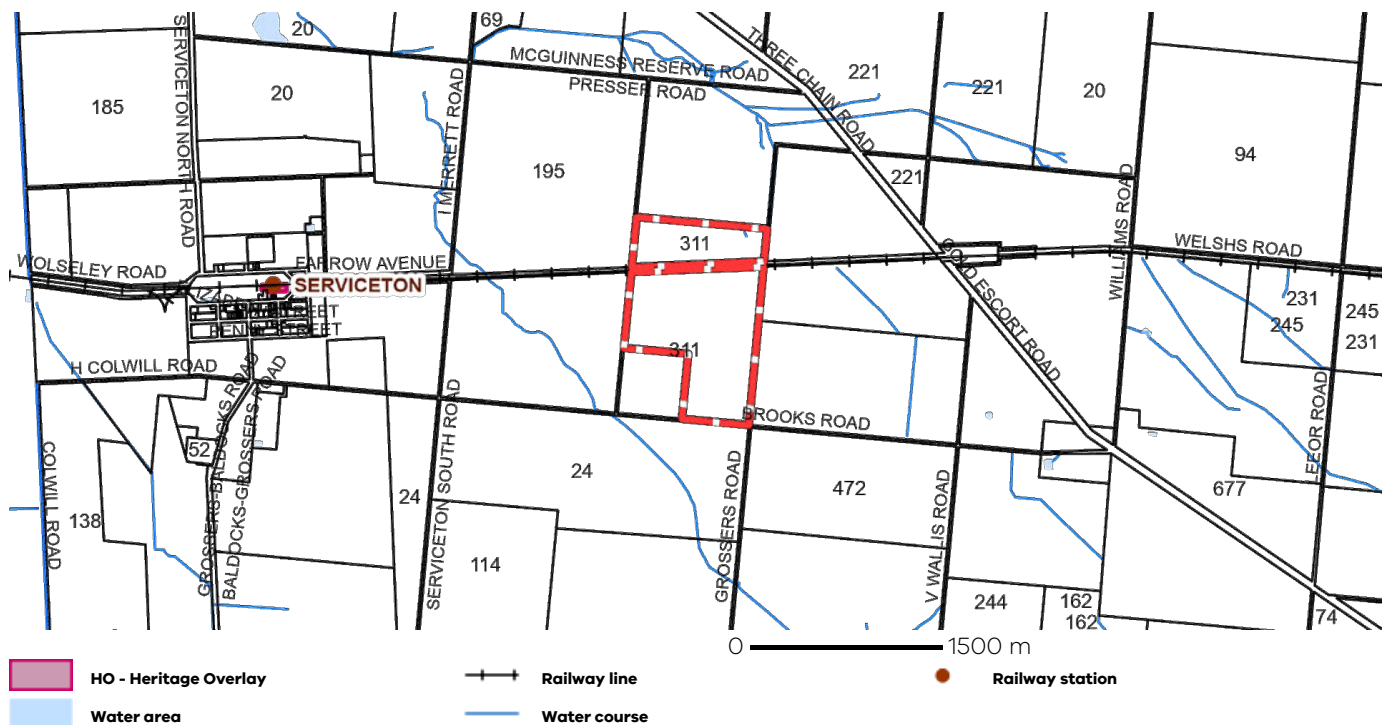 69
20
SERVICETON NORTH ROAD
THREE CHAIN ROAD
MCGUINNESS RESERVE ROAD
PRESSER ROAD
221
221
20
185
20
I MERRETT ROAD
94
195
221
WILLIAMS ROAD
311
WELSHS ROAD
WOLSELEY ROAD
FARROW AVENUE
SERVICETON
GOLD ESCORT ROAD
231
245
245
231
STREET
STREET
311
H COLWILL ROAD
BROOKS ROAD
LEEOR ROAD
COLWILL ROAD
52
GROSSERS-BALDOCKS ROAD
BALDOCKS-GROSSERS ROAD
SERVICETON SOUTH ROAD
24
24
GROSSERS ROAD
472
V WALLIS ROAD
677
138
114
244
162
162
74
0 1500 m
HO - Heritage Overlay
Railway line
Railway station
Water area
Water course